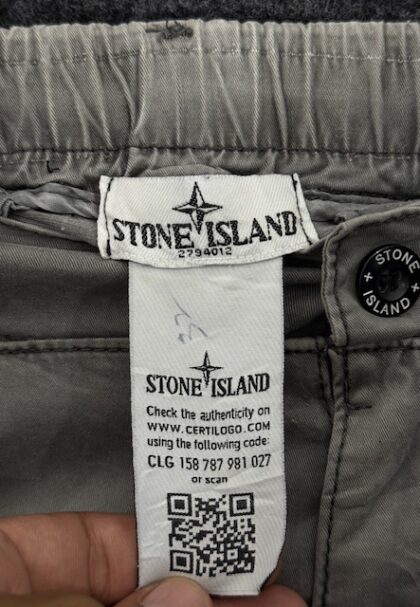 STONE ISLAND
2794012
STONE ISLAND
STONE ISLAND
Check the authenticity on
WWW.CERTILOGO.COM
using the following code:
CLG 158 787 981 027
or scan